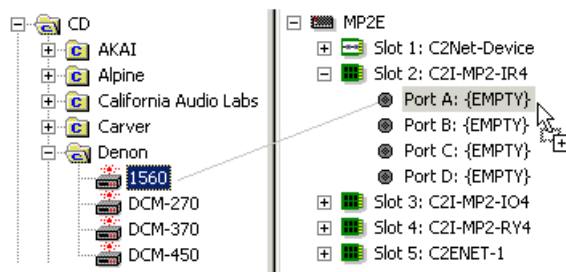 CD
AKAI
Alpine
California Audio Labs
Carver
Denon
1560
DCM-270
DCM-370
DCM-450
MP2E
Slot 1: C2Net-Device
Slot 2: C2I-MP2-IR4
Port A: {EMPTY}
Port B: {EMPTY}
Port C: {EMPTY}
Port D: {EMPTY}
Slot 3: C2I-MP2-IO4
Slot 4: C2I-MP2-RY4
Slot 5: C2ENET-1